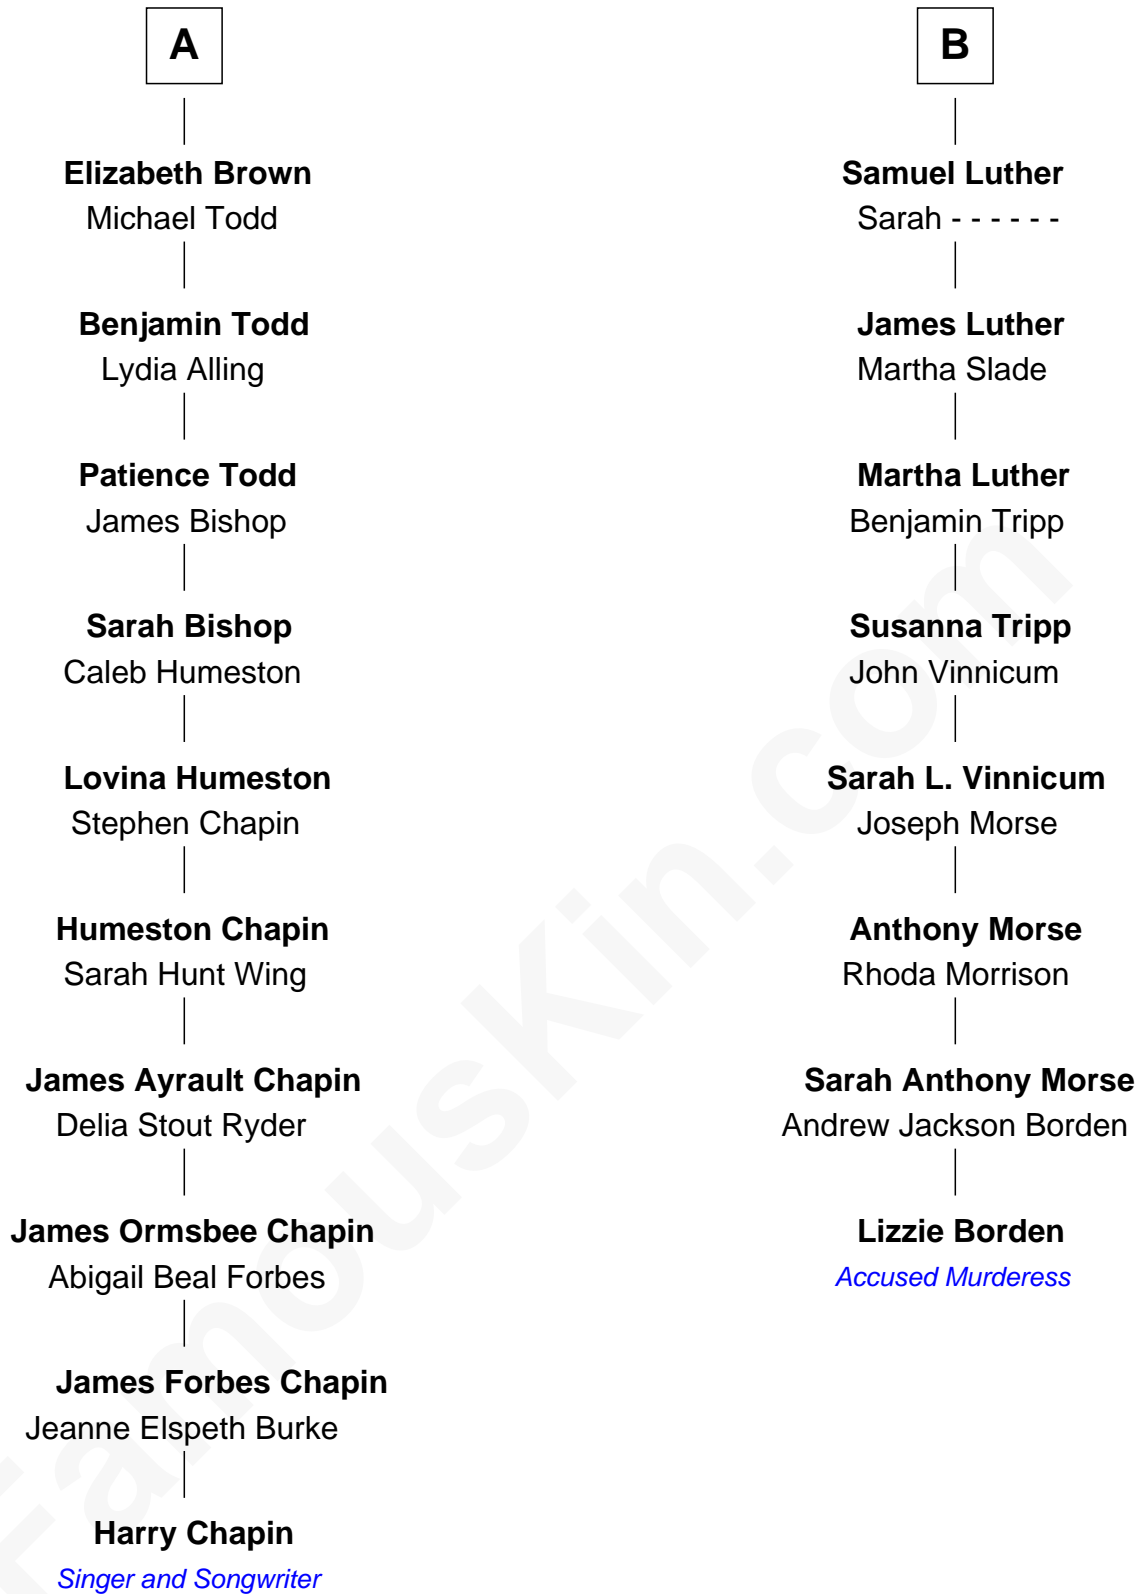 A
Elizabeth Brown
Michael Todd
Benjamin Todd
Lydia Alling
Patience Todd
James Bishop
Sarah Bishop
Caleb Humeston
Lovina Humeston
Stephen Chapin
Humeston Chapin
Sarah Hunt Wing
James Ayrault Chapin
Delia Stout Ryder
James Ormsbee Chapin
Abigail Beal Forbes
James Forbes Chapin
Jeanne Elspeth Burke
Harry Chapin
Singer and Songwriter
B
Samuel Luther
Sarah - - - - - -
James Luther
Martha Slade
Martha Luther
Benjamin Tripp
Susanna Tripp
John Vinnicum
Sarah L. Vinnicum
Joseph Morse
Anthony Morse
Rhoda Morrison
Sarah Anthony Morse
Andrew Jackson Borden
Lizzie Borden
Accused Murderess
FamousKin.com